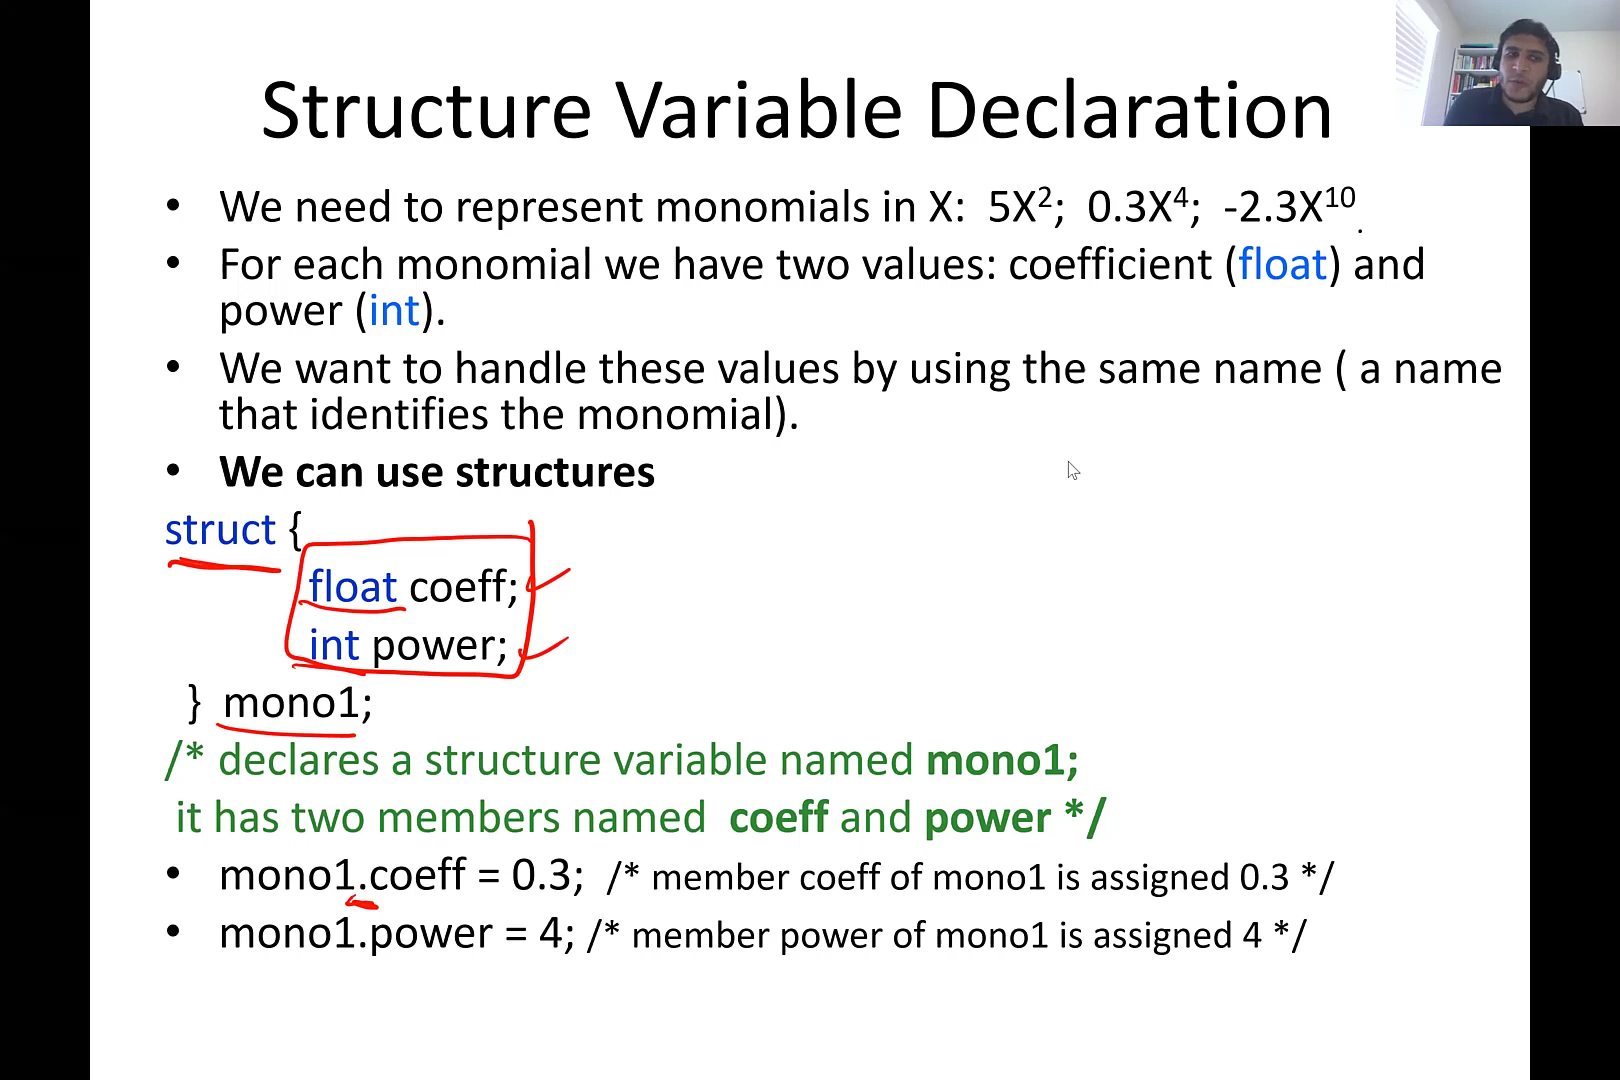 Structure Variable Declaration
• We need to represent monomials in X: 5X²; 0.3X⁴; -2.3X¹⁰.
• For each monomial we have two values: coefficient (float) and
power (int).
• We want to handle these values by using the same name ( a name
that identifies the monomial).
• We can use structures
struct {
float coeff;
int power;
} mono1;
/* declares a structure variable named mono1;
it has two members named coeff and power */
• mono1.coeff = 0.3; /* member coeff of mono1 is assigned 0.3 */
• mono1.power = 4; /* member power of mono1 is assigned 4 */